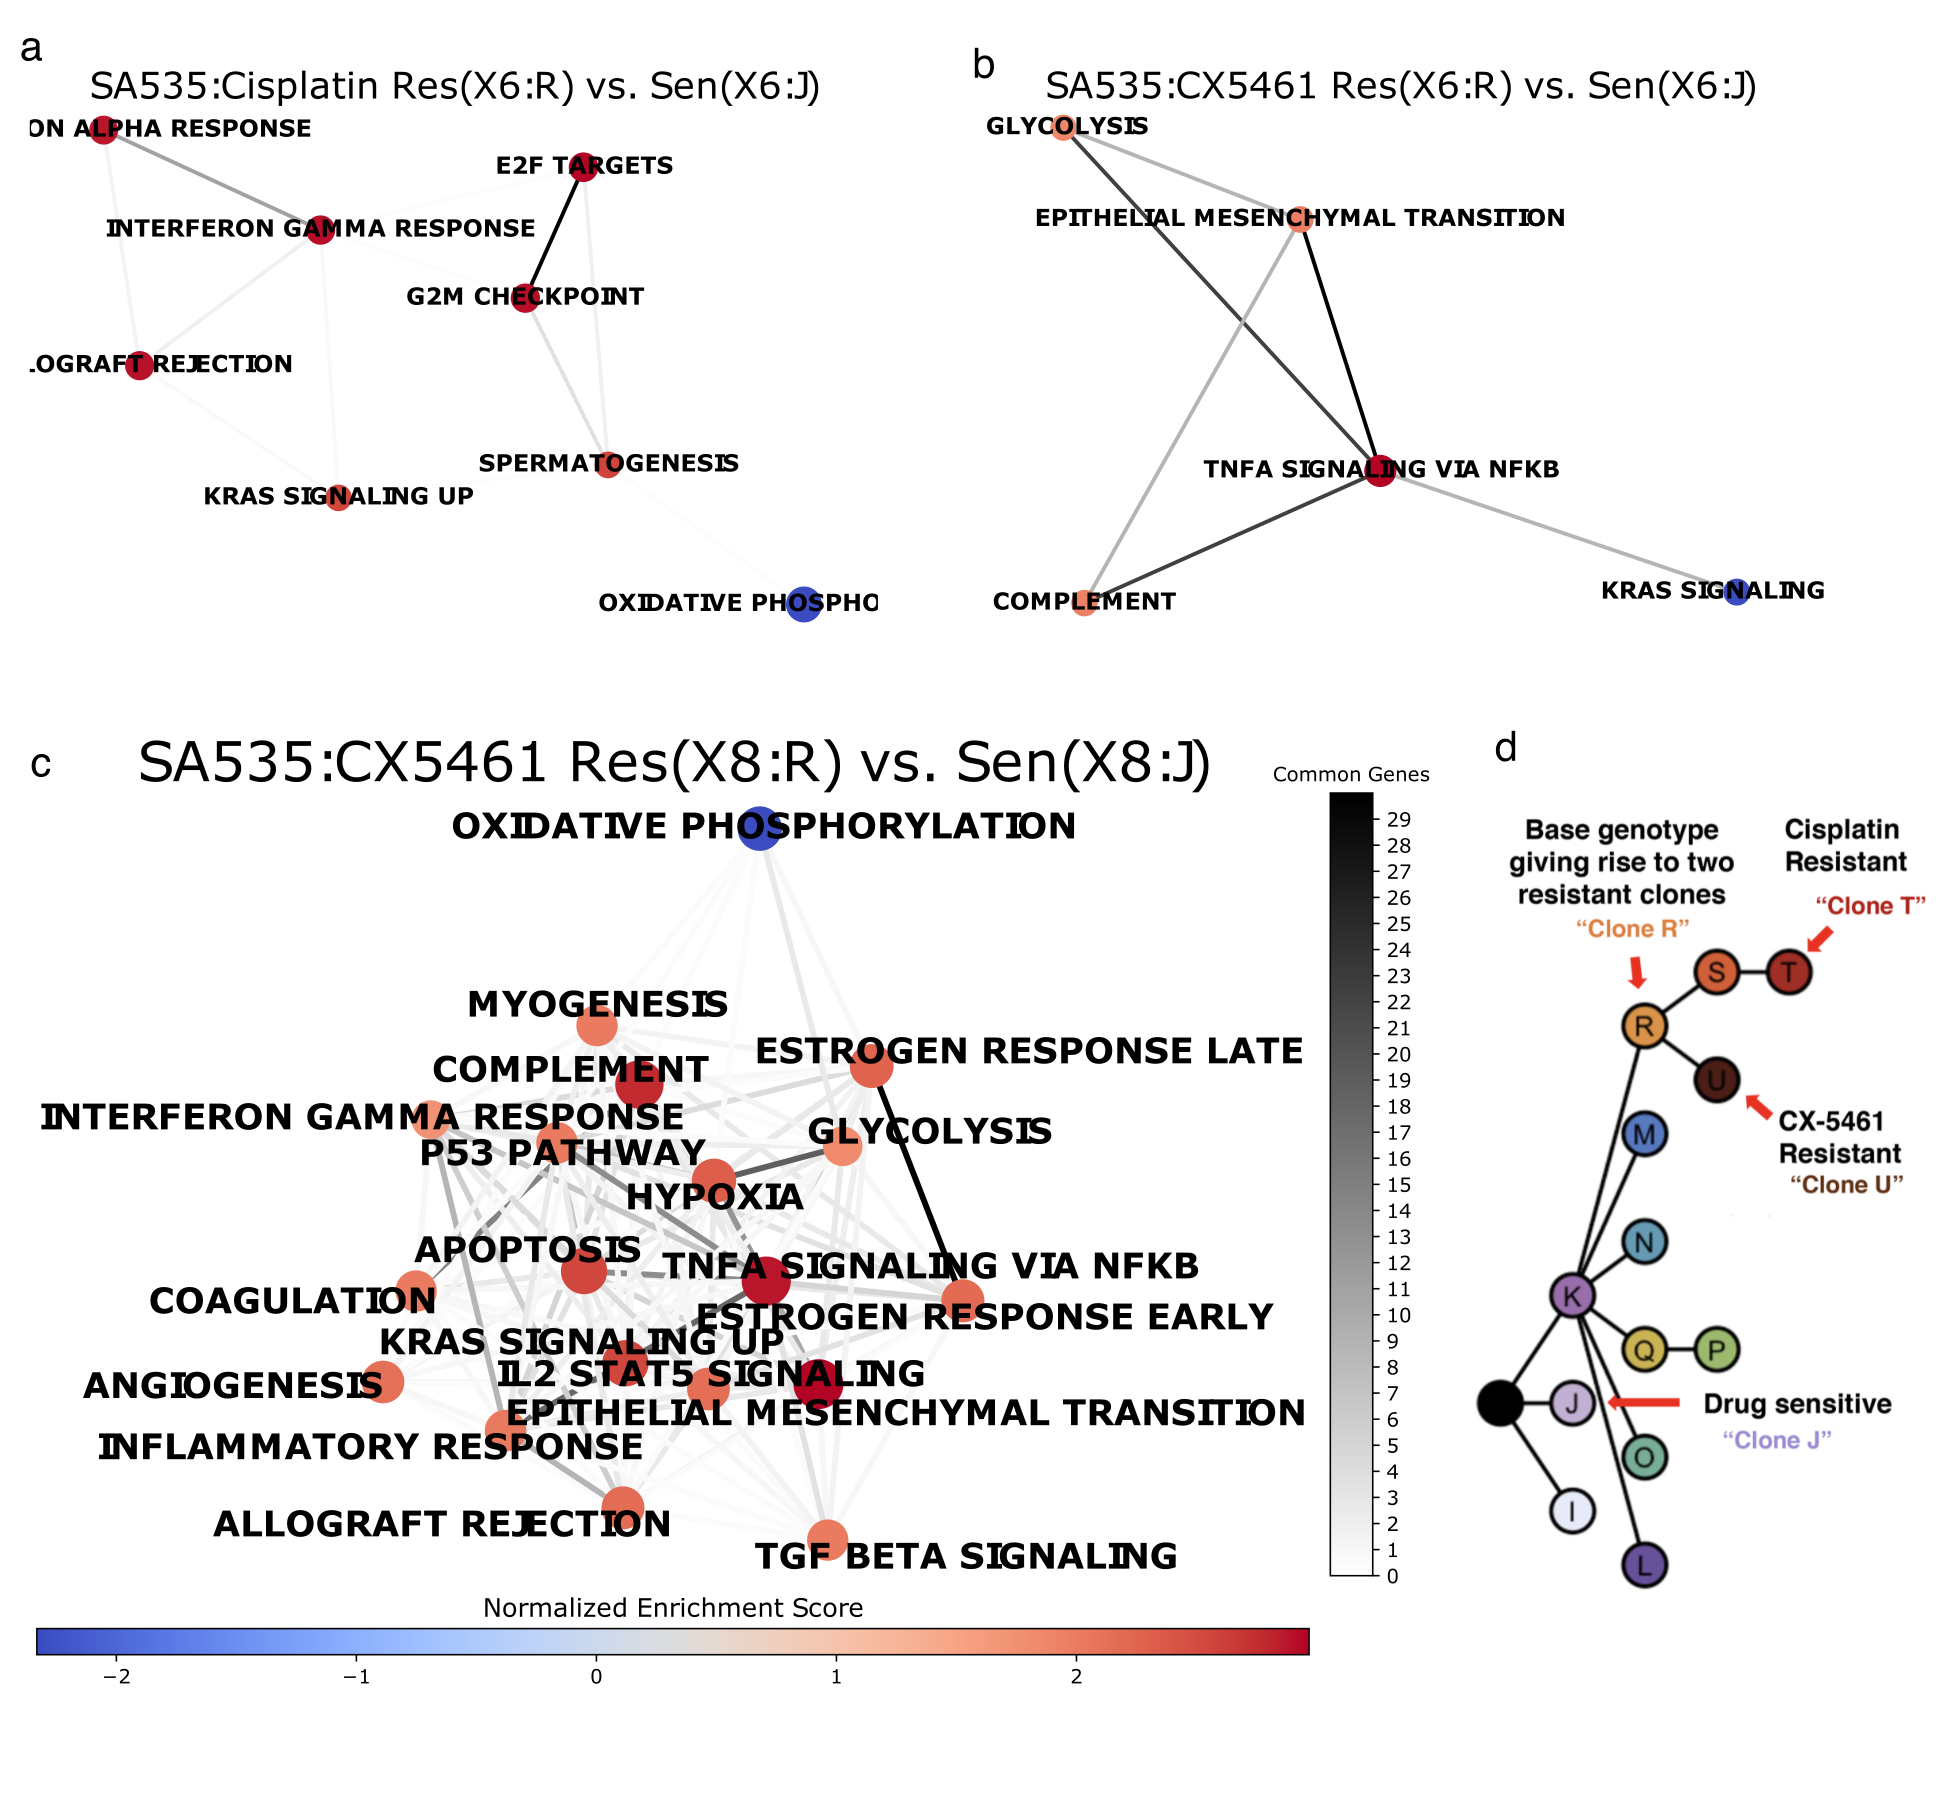 a
SA535:Cisplatin Res(X6:R) vs. Sen(X6:J)
ON ALPHA RESPONSE
E2F TARGETS
INTERFERON GAMMA RESPONSE
G2M CHECKPOINT
LOGRAFT REJECTION
SPERMATOGENESIS
KRAS SIGNALING UP
OXIDATIVE PHOSPHO
b
SA535:CX5461 Res(X6:R) vs. Sen(X6:J)
GLYCOLYSIS
EPITHELIAL MESENCHYMAL TRANSITION
TNFA SIGNALING VIA NFKB
KRAS SIGNALING
COMPLEMENT
c
SA535:CX5461 Res(X8:R) vs. Sen(X8:J)
OXIDATIVE PHOSPHORYLATION
MYOGENESIS
ESTROGEN RESPONSE LATE
COMPLEMENT
INTERFERON GAMMA RESPONSE
GLYCOLYSIS
P53 PATHWAY
HYPOXIA
APOPTOSIS
TNFA SIGNALING VIA NFKB
COAGULATION
ESTROGEN RESPONSE EARLY
KRAS SIGNALING UP
IL2 STAT5 SIGNALING
ANGIOGENESIS
EPITHELIAL MESENCHYMAL TRANSITION
INFLAMMATORY RESPONSE
ALLOGRAFT REJECTION
TGF BETA SIGNALING
Common Genes
29
28
27
26
25
24
23
22
21
20
19
18
17
16
15
14
13
12
11
10
9
8
7
6
5
4
3
2
1
0
Normalized Enrichment Score
−2 −1 0 1 2
d
Base genotype
giving rise to two
resistant clones
“Clone R”
Cisplatin
Resistant
“Clone T”
S
T
R
U
M
CX-5461
Resistant
“Clone U”
N
K
Q
P
J
Drug sensitive
“Clone J”
O
I
L